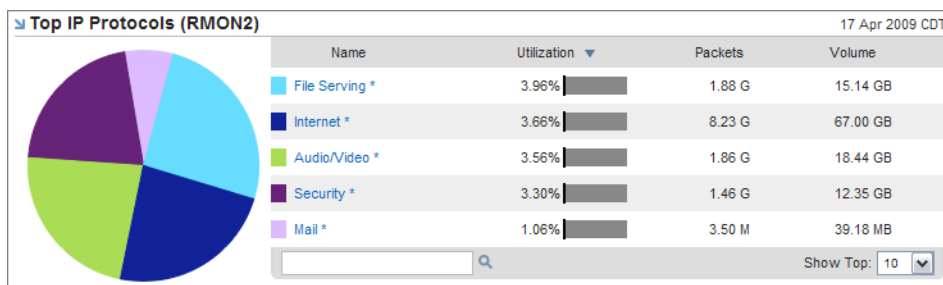 Top IP Protocols (RMON2) 17 Apr 2009 CDT
Name Utilization Packets Volume
File Serving * 3.96% 1.88 G 15.14 GB
Internet * 3.66% 8.23 G 67.00 GB
Audio/Video * 3.56% 1.86 G 18.44 GB
Security * 3.30% 1.46 G 12.35 GB
Mail * 1.06% 3.50 M 39.18 MB
Show Top: 10